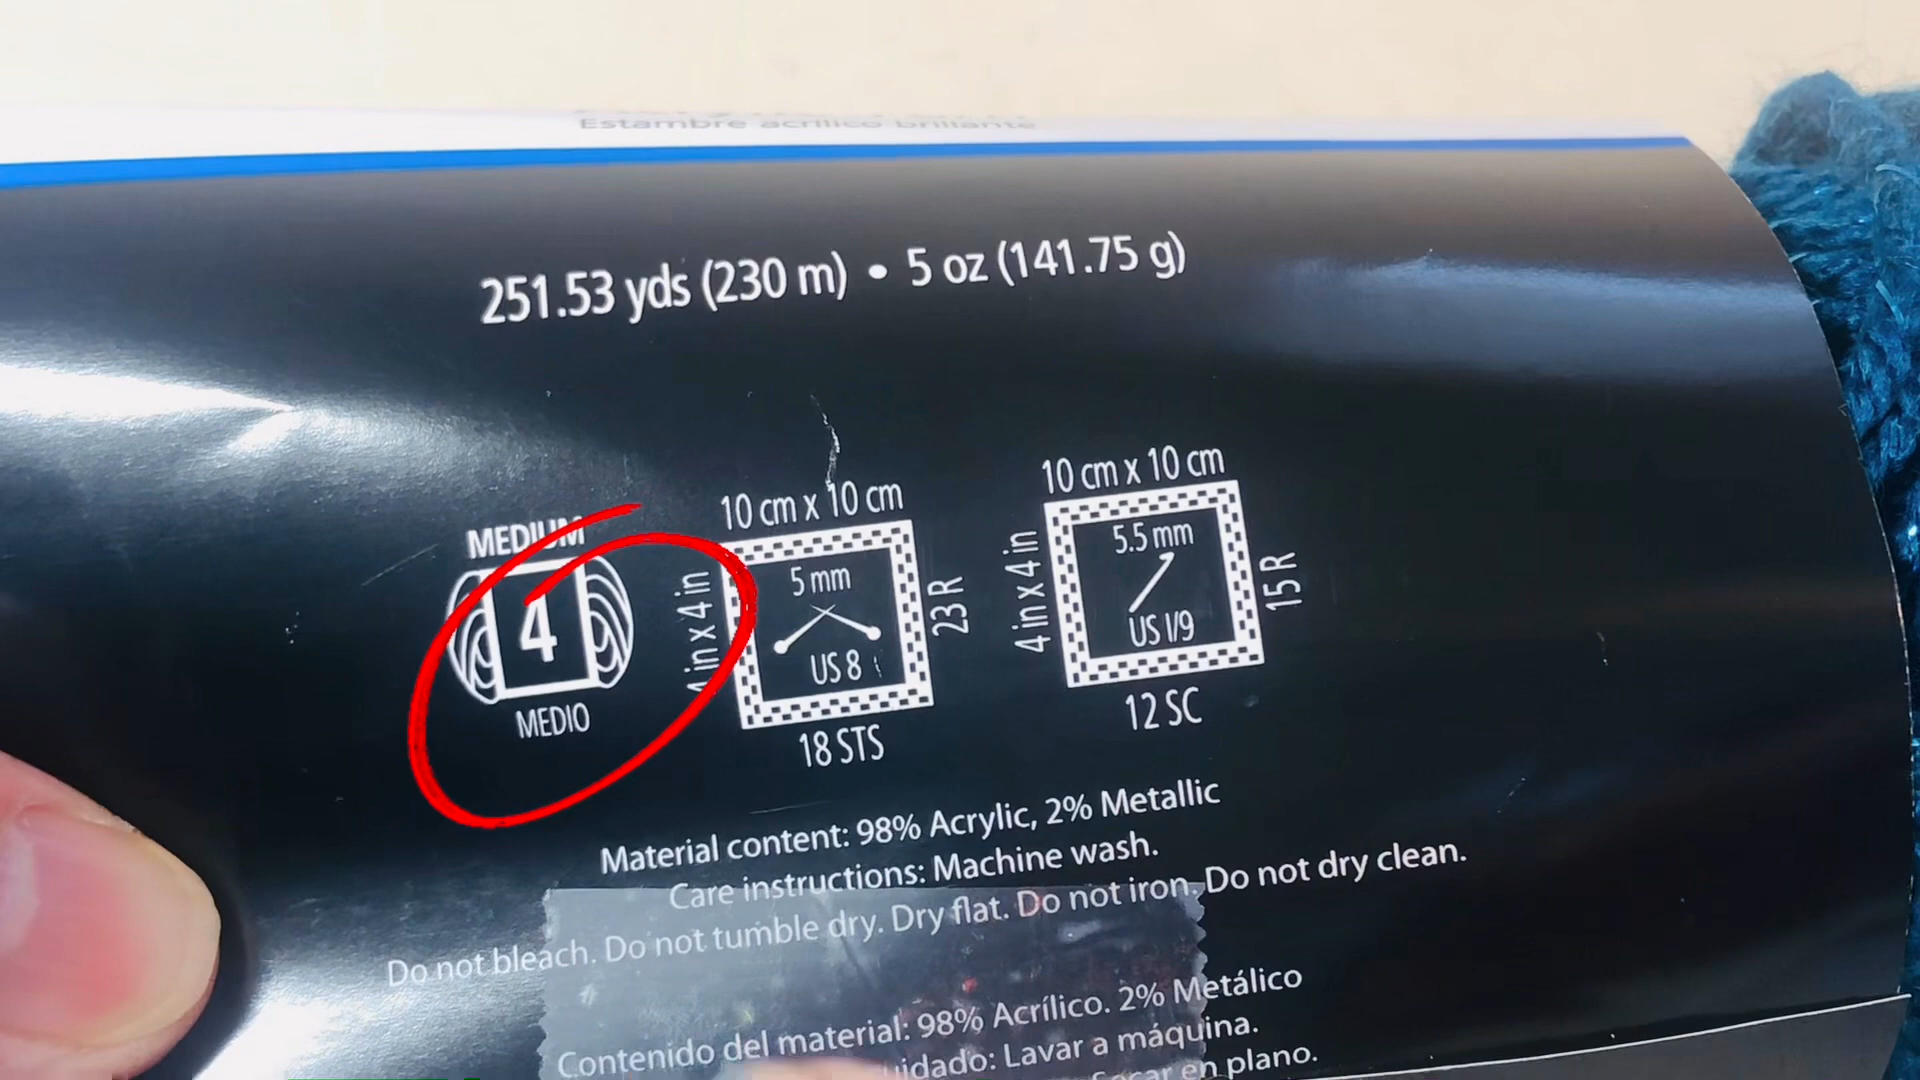 Estambre acrílico brillante
251.53 yds (230 m) • 5 oz (141.75 g)
MEDIUM
4
MEDIO
10 cm x 10 cm
4 in x 4 in
5 mm
US 8
23 R
18 STS
10 cm x 10 cm
4 in x 4 in
5.5 mm
US I/9
15 R
12 SC
Material content: 98% Acrylic, 2% Metallic
Care instructions: Machine wash.
Do not bleach. Do not tumble dry. Dry flat. Do not iron. Do not dry clean.
Contenido del material: 98% Acrílico. 2% Metálico
Lavar a máquina.
en plano.